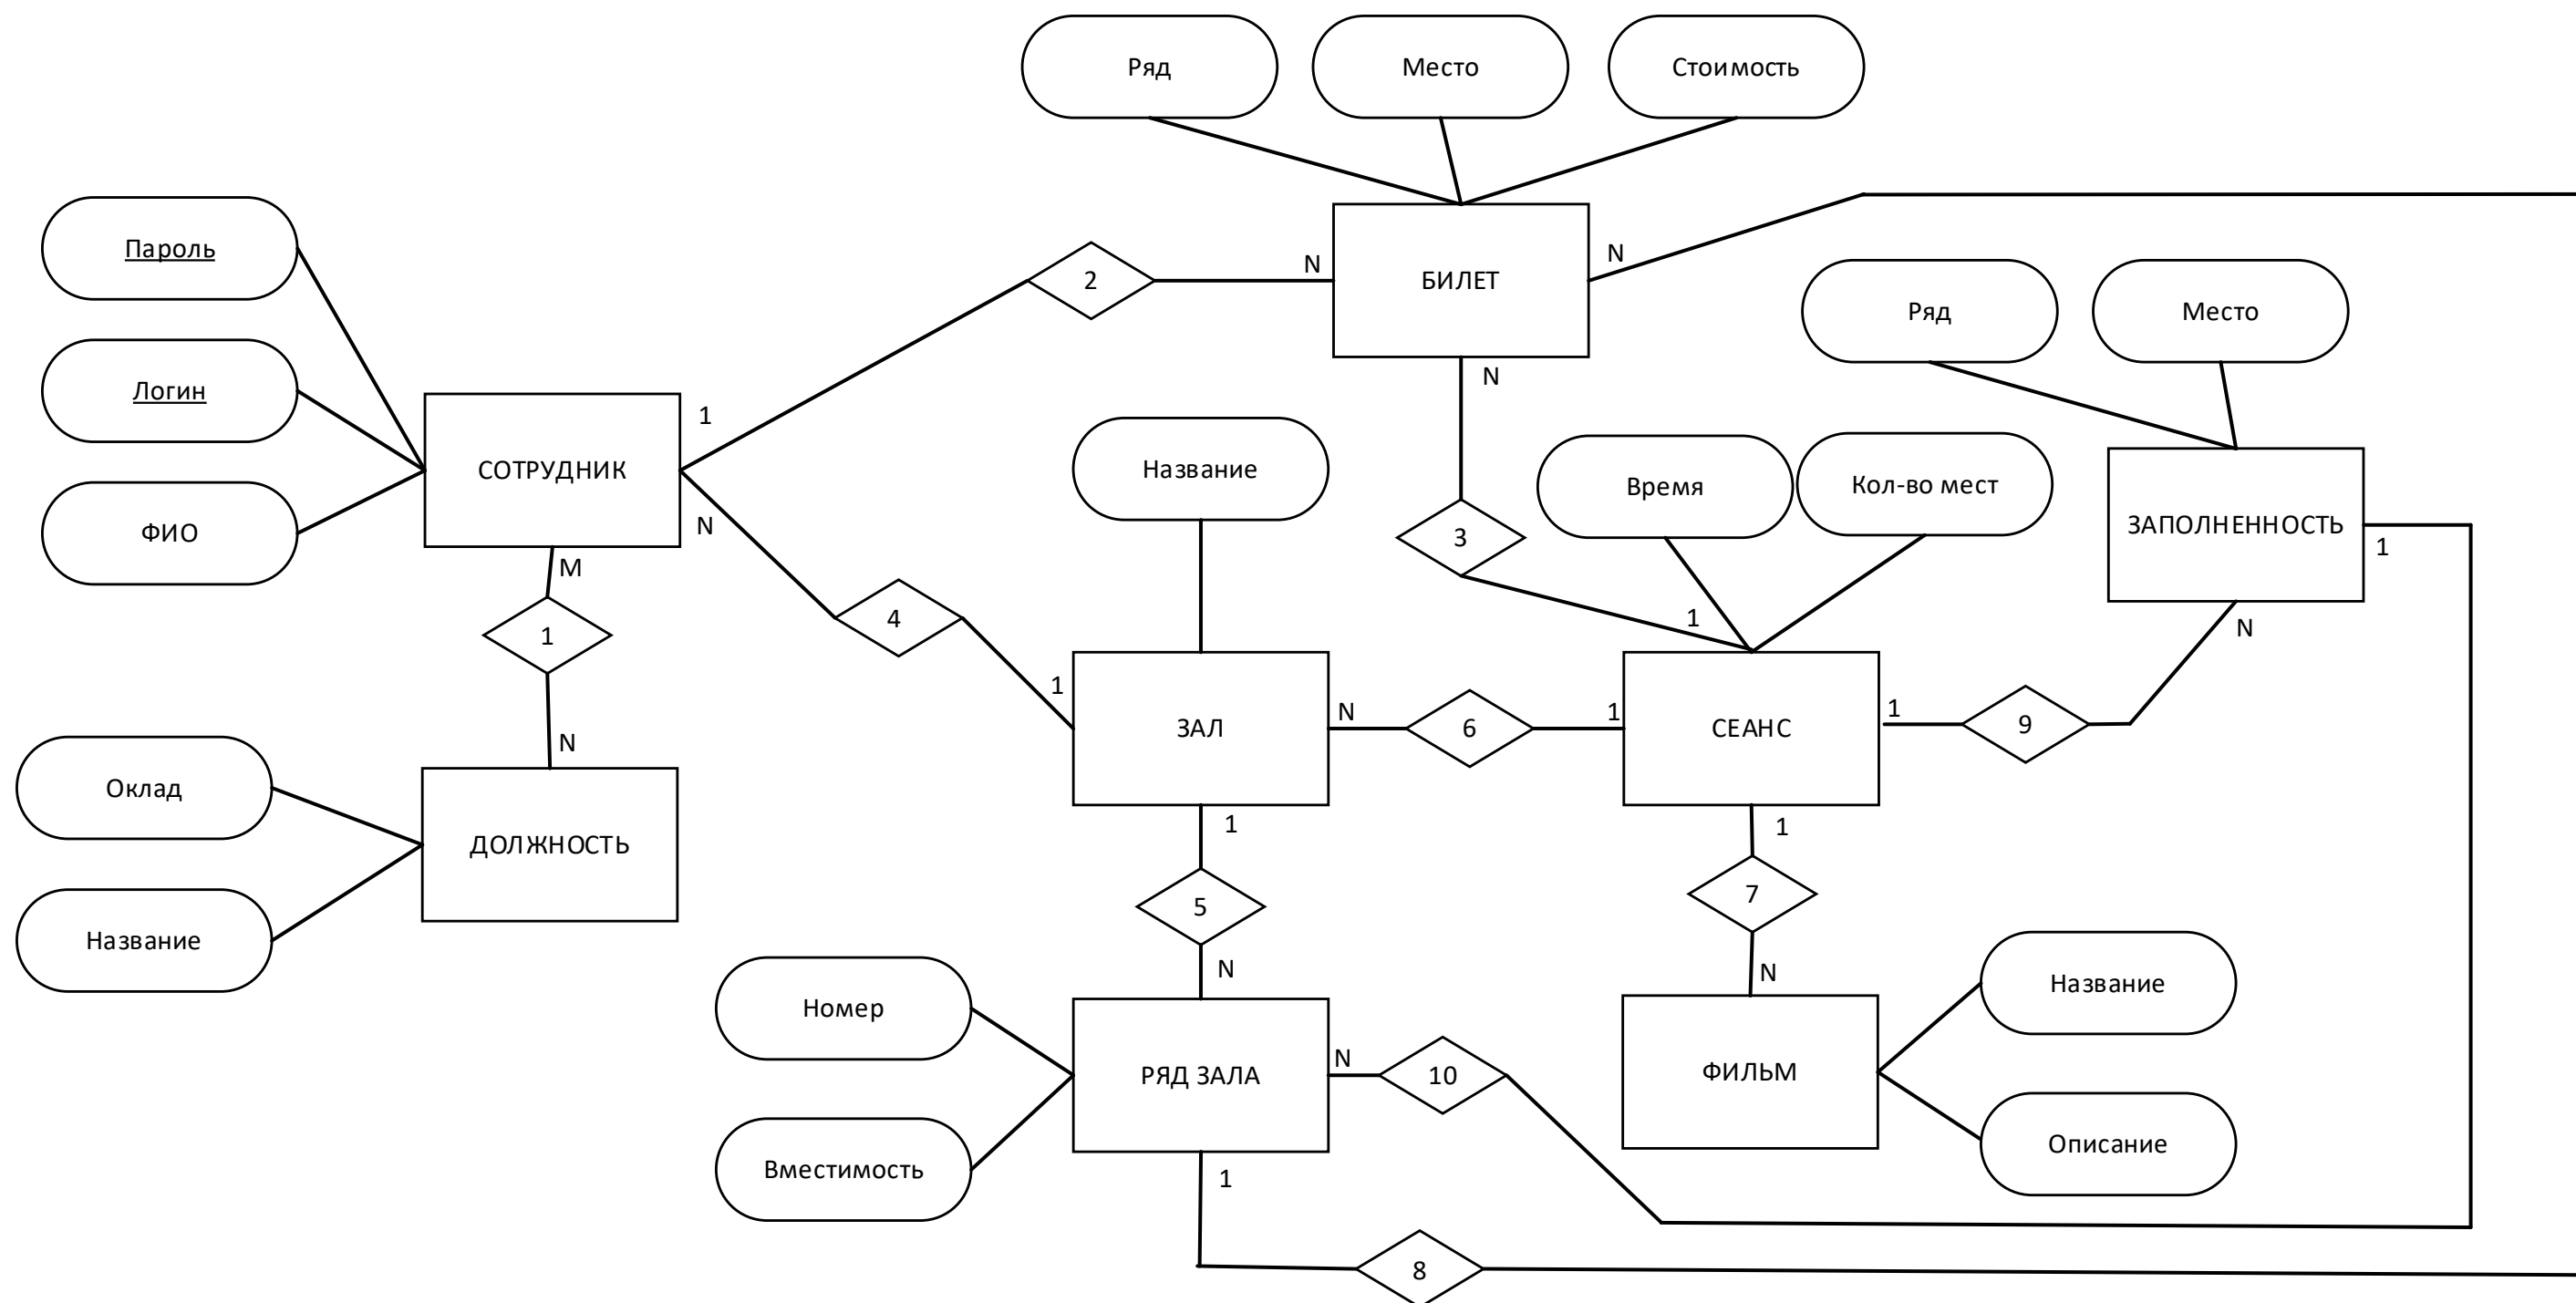 Ряд
Место
Стоимость
Пароль
2
N
БИЛЕТ
N
Ряд
Место
Логин
1
N
СОТРУДНИК
Название
Время
Кол-во мест
ФИО
N
3
ЗАПОЛНЕННОСТЬ
1
M
4
1
N
1
1
N
ЗАЛ
N
6
1
СЕАНС
1
9
Оклад
ДОЛЖНОСТЬ
1
1
Название
5
7
N
N
Номер
РЯД ЗАЛА
N
10
ФИЛЬМ
Название
Вместимость
Описание
1
8